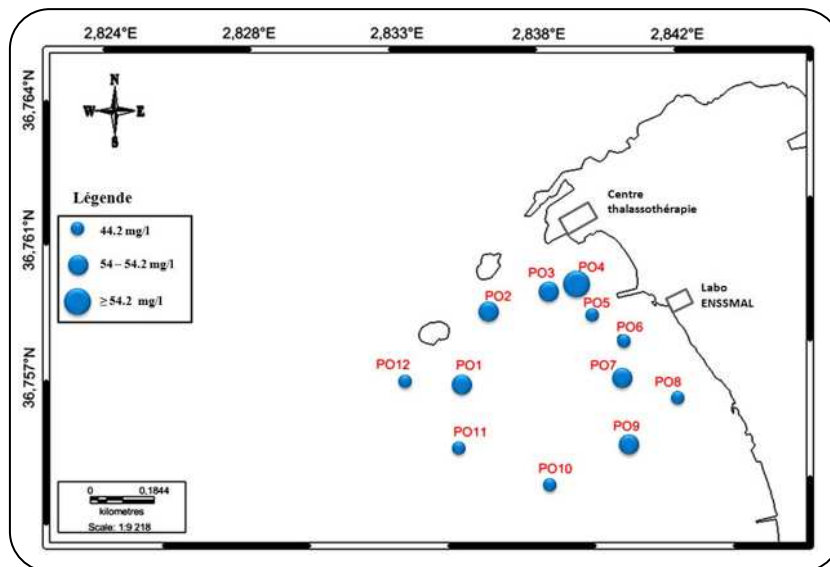 2,824°E 2,828°E 2,833°E 2,838°E 2,842°E
36,764°N
36,761°N
36,757°N
N
W E
S
Légende
44.2 mg/l
54 – 54.2 mg/l
≥ 54.2 mg/l
Centre
thalassothérapie
Labo
ENSSMAL
PO4
PO3
PO2
PO5
PO6
PO12
PO1
PO7
PO8
PO11
PO9
PO10
0 0,1844
kilometres
Scale: 1:9 218